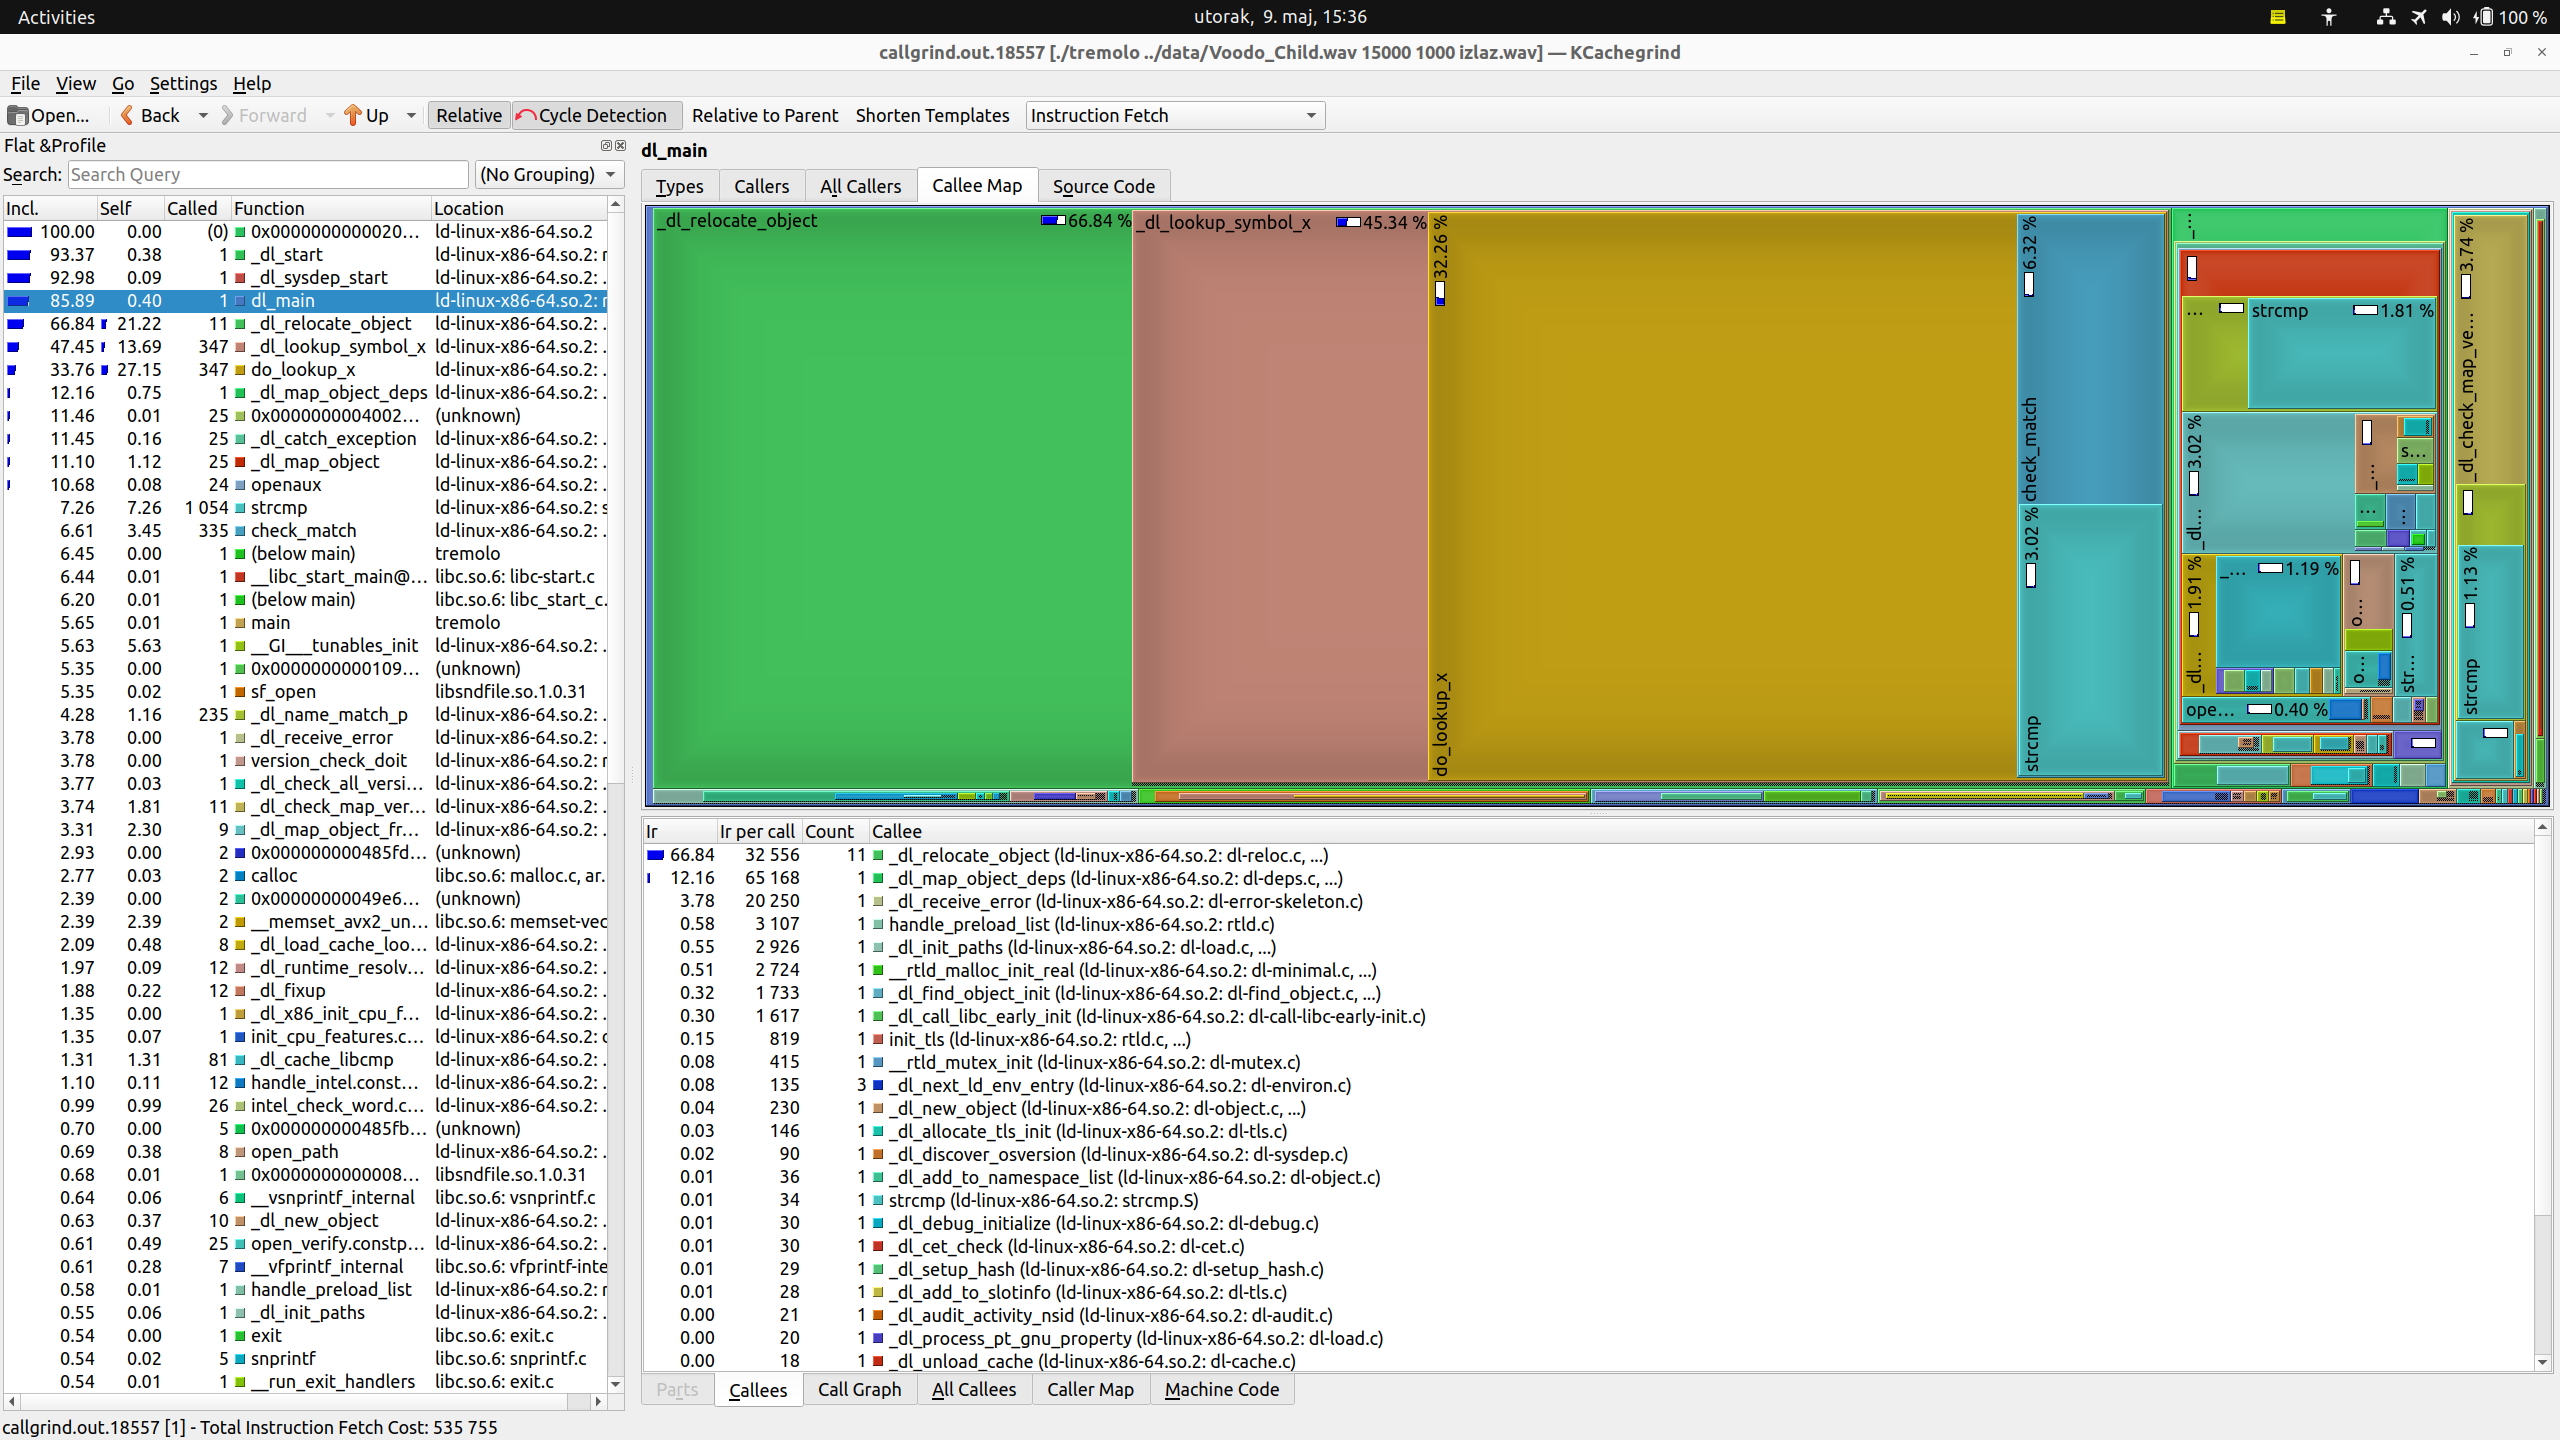 Activities
utorak, 9. maj, 15:36
100 %
callgrind.out.18557 [./tremolo ../data/Voodo_Child.wav 15000 1000 izlaz.wav] — KCachegrind
File View Go Settings Help
Open... Back Forward Up Relative Cycle Detection Relative to Parent Shorten Templates Instruction Fetch
Flat &Profile
Search: Search Query (No Grouping)
Incl. Self Called Function Location
100.00 0.00 (0) 0x0000000000020... ld-linux-x86-64.so.2
93.37 0.38 1 _dl_start ld-linux-x86-64.so.2: r
92.98 0.09 1 _dl_sysdep_start ld-linux-x86-64.so.2: .
85.89 0.40 1 dl_main ld-linux-x86-64.so.2: r
66.84 21.22 11 _dl_relocate_object ld-linux-x86-64.so.2: .
47.45 13.69 347 _dl_lookup_symbol_x ld-linux-x86-64.so.2: .
33.76 27.15 347 do_lookup_x ld-linux-x86-64.so.2: .
12.16 0.75 1 _dl_map_object_deps ld-linux-x86-64.so.2: .
11.46 0.01 25 0x0000000004002... (unknown)
11.45 0.16 25 _dl_catch_exception ld-linux-x86-64.so.2: .
11.10 1.12 25 _dl_map_object ld-linux-x86-64.so.2: .
10.68 0.08 24 openaux ld-linux-x86-64.so.2: .
7.26 7.26 1 054 strcmp ld-linux-x86-64.so.2: s
6.61 3.45 335 check_match ld-linux-x86-64.so.2: .
6.45 0.00 1 (below main) tremolo
6.44 0.01 1 __libc_start_main@... libc.so.6: libc-start.c
6.20 0.01 1 (below main) libc.so.6: libc_start_c.
5.65 0.01 1 main tremolo
5.63 5.63 1 __GI___tunables_init ld-linux-x86-64.so.2: .
5.35 0.00 1 0x0000000000109... (unknown)
5.35 0.02 1 sf_open libsndfile.so.1.0.31
4.28 1.16 235 _dl_name_match_p ld-linux-x86-64.so.2: .
3.78 0.00 1 _dl_receive_error ld-linux-x86-64.so.2: .
3.78 0.00 1 version_check_doit ld-linux-x86-64.so.2: r
3.77 0.03 1 _dl_check_all_versi... ld-linux-x86-64.so.2: .
3.74 1.81 11 _dl_check_map_ver... ld-linux-x86-64.so.2: .
3.31 2.30 9 _dl_map_object_fr... ld-linux-x86-64.so.2: .
2.93 0.00 2 0x000000000485fd... (unknown)
2.77 0.03 2 calloc libc.so.6: malloc.c, ar.
2.39 0.00 2 0x00000000049e6... (unknown)
2.39 2.39 2 __memset_avx2_un... libc.so.6: memset-vec
2.09 0.48 8 _dl_load_cache_loo... ld-linux-x86-64.so.2: .
1.97 0.09 12 _dl_runtime_resolv... ld-linux-x86-64.so.2: .
1.88 0.22 12 _dl_fixup ld-linux-x86-64.so.2: .
1.35 0.00 1 _dl_x86_init_cpu_f... ld-linux-x86-64.so.2: .
1.35 0.07 1 init_cpu_features.c... ld-linux-x86-64.so.2: c
1.31 1.31 81 _dl_cache_libcmp ld-linux-x86-64.so.2: .
1.10 0.11 12 handle_intel.const... ld-linux-x86-64.so.2: .
0.99 0.99 26 intel_check_word.c... ld-linux-x86-64.so.2: .
0.70 0.00 5 0x000000000485fb... (unknown)
0.69 0.38 8 open_path ld-linux-x86-64.so.2: .
0.68 0.01 1 0x0000000000008... libsndfile.so.1.0.31
0.64 0.06 6 __vsnprintf_internal libc.so.6: vsnprintf.c
0.63 0.37 10 _dl_new_object ld-linux-x86-64.so.2: .
0.61 0.49 25 open_verify.constp... ld-linux-x86-64.so.2: .
0.61 0.28 7 __vfprintf_internal libc.so.6: vfprintf-inte
0.58 0.01 1 handle_preload_list ld-linux-x86-64.so.2: r
0.55 0.06 1 _dl_init_paths ld-linux-x86-64.so.2: .
0.54 0.00 1 exit libc.so.6: exit.c
0.54 0.02 5 snprintf libc.so.6: snprintf.c
0.54 0.01 1 __run_exit_handlers libc.so.6: exit.c
dl_main
Types Callers All Callers Callee Map Source Code
_dl_relocate_object 66.84 %
_dl_lookup_symbol_x 45.34 %
do_lookup_x 32.26 %
check_match 6.32 %
strcmp 3.02 %
_...
...
strcmp 1.81 %
_dl... 3.02 %
_...
s...
...
...
_dl... 1.91 %
_... 1.19 %
o...
o...
str... 0.51 %
ope... 0.40 %
_dl_check_map_ve... 3.74 %
strcmp 1.13 %
Ir Ir per call Count Callee
66.84 32 556 11 _dl_relocate_object (ld-linux-x86-64.so.2: dl-reloc.c, ...)
12.16 65 168 1 _dl_map_object_deps (ld-linux-x86-64.so.2: dl-deps.c, ...)
3.78 20 250 1 _dl_receive_error (ld-linux-x86-64.so.2: dl-error-skeleton.c)
0.58 3 107 1 handle_preload_list (ld-linux-x86-64.so.2: rtld.c)
0.55 2 926 1 _dl_init_paths (ld-linux-x86-64.so.2: dl-load.c, ...)
0.51 2 724 1 __rtld_malloc_init_real (ld-linux-x86-64.so.2: dl-minimal.c, ...)
0.32 1 733 1 _dl_find_object_init (ld-linux-x86-64.so.2: dl-find_object.c, ...)
0.30 1 617 1 _dl_call_libc_early_init (ld-linux-x86-64.so.2: dl-call-libc-early-init.c)
0.15 819 1 init_tls (ld-linux-x86-64.so.2: rtld.c, ...)
0.08 415 1 __rtld_mutex_init (ld-linux-x86-64.so.2: dl-mutex.c)
0.08 135 3 _dl_next_ld_env_entry (ld-linux-x86-64.so.2: dl-environ.c)
0.04 230 1 _dl_new_object (ld-linux-x86-64.so.2: dl-object.c, ...)
0.03 146 1 _dl_allocate_tls_init (ld-linux-x86-64.so.2: dl-tls.c)
0.02 90 1 _dl_discover_osversion (ld-linux-x86-64.so.2: dl-sysdep.c)
0.01 36 1 _dl_add_to_namespace_list (ld-linux-x86-64.so.2: dl-object.c)
0.01 34 1 strcmp (ld-linux-x86-64.so.2: strcmp.S)
0.01 30 1 _dl_debug_initialize (ld-linux-x86-64.so.2: dl-debug.c)
0.01 30 1 _dl_cet_check (ld-linux-x86-64.so.2: dl-cet.c)
0.01 29 1 _dl_setup_hash (ld-linux-x86-64.so.2: dl-setup_hash.c)
0.01 28 1 _dl_add_to_slotinfo (ld-linux-x86-64.so.2: dl-tls.c)
0.00 21 1 _dl_audit_activity_nsid (ld-linux-x86-64.so.2: dl-audit.c)
0.00 20 1 _dl_process_pt_gnu_property (ld-linux-x86-64.so.2: dl-load.c)
0.00 18 1 _dl_unload_cache (ld-linux-x86-64.so.2: dl-cache.c)
Parts Callees Call Graph All Callees Caller Map Machine Code
callgrind.out.18557 [1] - Total Instruction Fetch Cost: 535 755